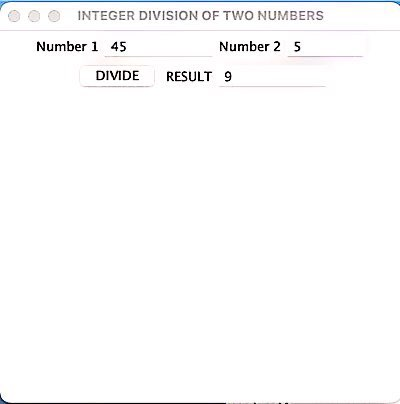 INTEGER DIVISION OF TWO NUMBERS
Number 1 45 Number 2 5
DIVIDE RESULT 9